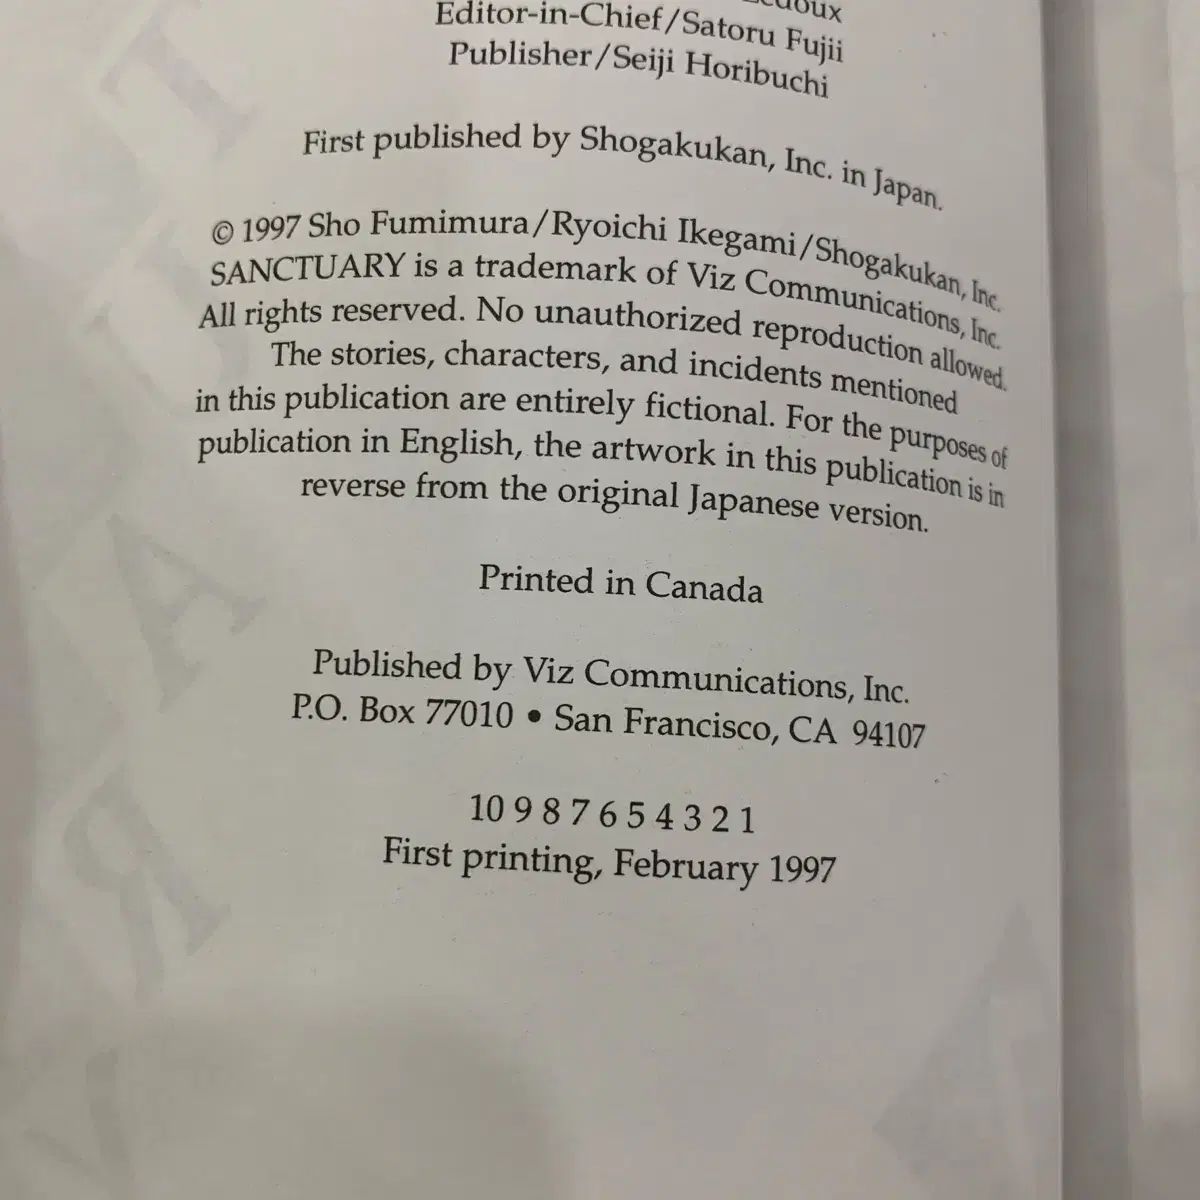 Editor-in-Chief/Satoru Fujii
Publisher/Seiji Horibuchi
First published by Shogakukan, Inc. in Japan.
© 1997 Sho Fumimura/Ryoichi Ikegami/Shogakukan, Inc.
SANCTUARY is a trademark of Viz Communications, Inc.
All rights reserved. No unauthorized reproduction allowed.
The stories, characters, and incidents mentioned
in this publication are entirely fictional. For the purposes of
publication in English, the artwork in this publication is in
reverse from the original Japanese version.
Printed in Canada
Published by Viz Communications, Inc.
P.O. Box 77010 • San Francisco, CA 94107
10 9 8 7 6 5 4 3 2 1
First printing, February 1997